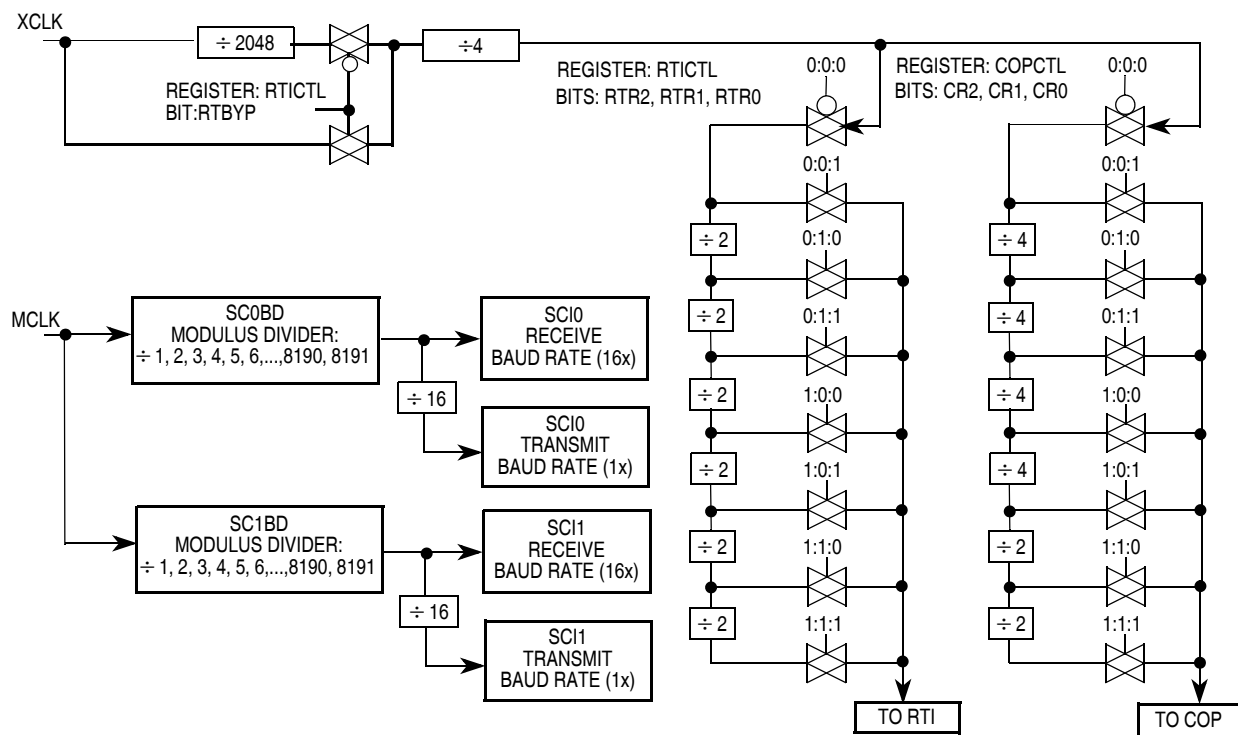 XCLK
÷ 2048
÷4
REGISTER: RTICTL
BIT:RTBYP
REGISTER: RTICTL
BITS: RTR2, RTR1, RTR0
0:0:0
REGISTER: COPCTL
BITS: CR2, CR1, CR0
0:0:0
0:0:1
÷ 2
0:1:0
÷ 2
0:1:1
÷ 2
1:0:0
÷ 2
1:0:1
÷ 2
1:1:0
÷ 2
1:1:1
TO RTI
0:0:1
÷ 4
0:1:0
÷ 4
0:1:1
÷ 4
1:0:0
÷ 4
1:0:1
÷ 2
1:1:0
÷ 2
1:1:1
TO COP
MCLK
SC0BD
MODULUS DIVIDER:
÷ 1, 2, 3, 4, 5, 6,...,8190, 8191
SCI0
RECEIVE
BAUD RATE (16x)
÷ 16
SCI0
TRANSMIT
BAUD RATE (1x)
SC1BD
MODULUS DIVIDER:
÷ 1, 2, 3, 4, 5, 6,...,8190, 8191
SCI1
RECEIVE
BAUD RATE (16x)
÷ 16
SCI1
TRANSMIT
BAUD RATE (1x)